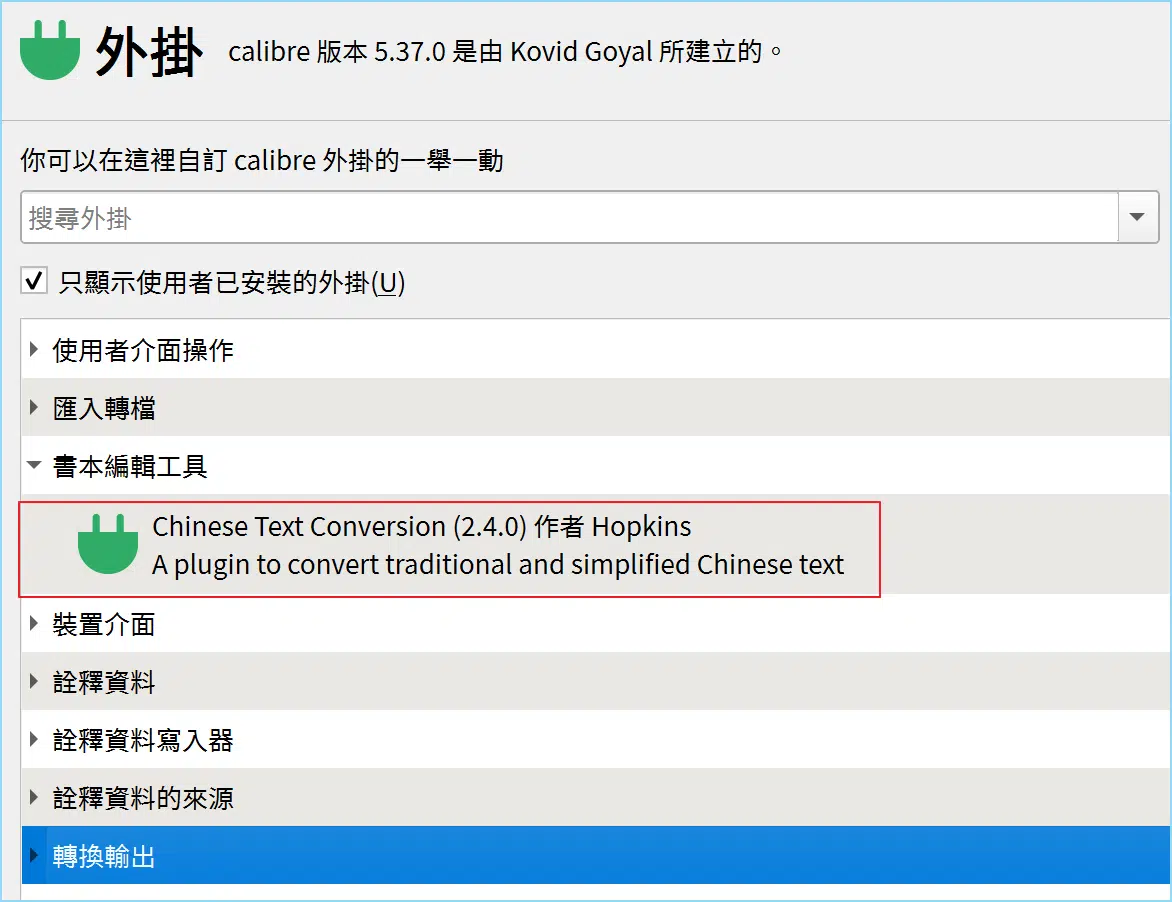 外掛
calibre 版本 5.37.0 是由 Kovid Goyal 所建立的。
你可以在這裡自訂 calibre 外掛的一舉一動
搜尋外掛
只顯示使用者已安裝的外掛(U)
使用者介面操作
匯入轉檔
書本編輯工具
Chinese Text Conversion (2.4.0) 作者 Hopkins
A plugin to convert traditional and simplified Chinese text
裝置介面
詮釋資料
詮釋資料寫入器
詮釋資料的來源
轉換輸出